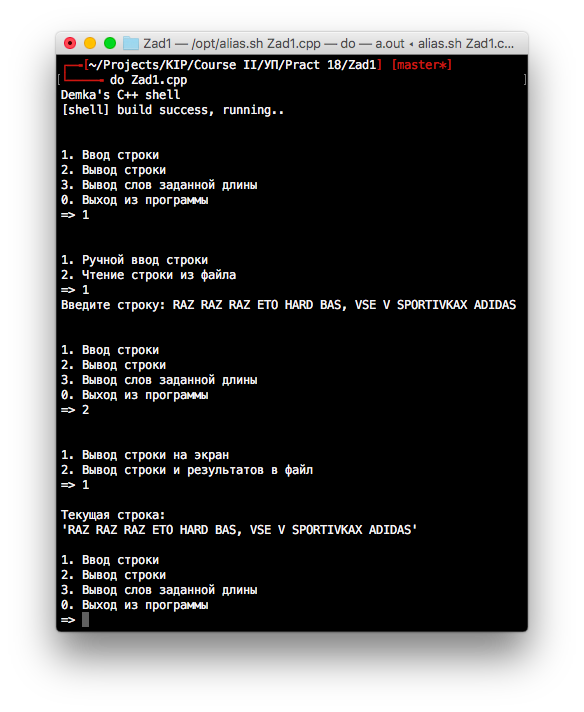 Zad1 — /opt/alias.sh Zad1.cpp — do — a.out ◂ alias.sh Zad1.c...
[~/Projects/KIP/Course II/УП/Pract 18/Zad1] [master*]
do Zad1.cpp
Demka's C++ shell
[shell] build success, running..
1. Ввод строки
2. Вывод строки
3. Вывод слов заданной длины
0. Выход из программы
=> 1
1. Ручной ввод строки
2. Чтение строки из файла
=> 1
Введите строку: RAZ RAZ RAZ ETO HARD BAS, VSE V SPORTIVKAX ADIDAS
1. Ввод строки
2. Вывод строки
3. Вывод слов заданной длины
0. Выход из программы
=> 2
1. Вывод строки на экран
2. Вывод строки и результатов в файл
=> 1
Текущая строка:
'RAZ RAZ RAZ ETO HARD BAS, VSE V SPORTIVKAX ADIDAS'
1. Ввод строки
2. Вывод строки
3. Вывод слов заданной длины
0. Выход из программы
=>